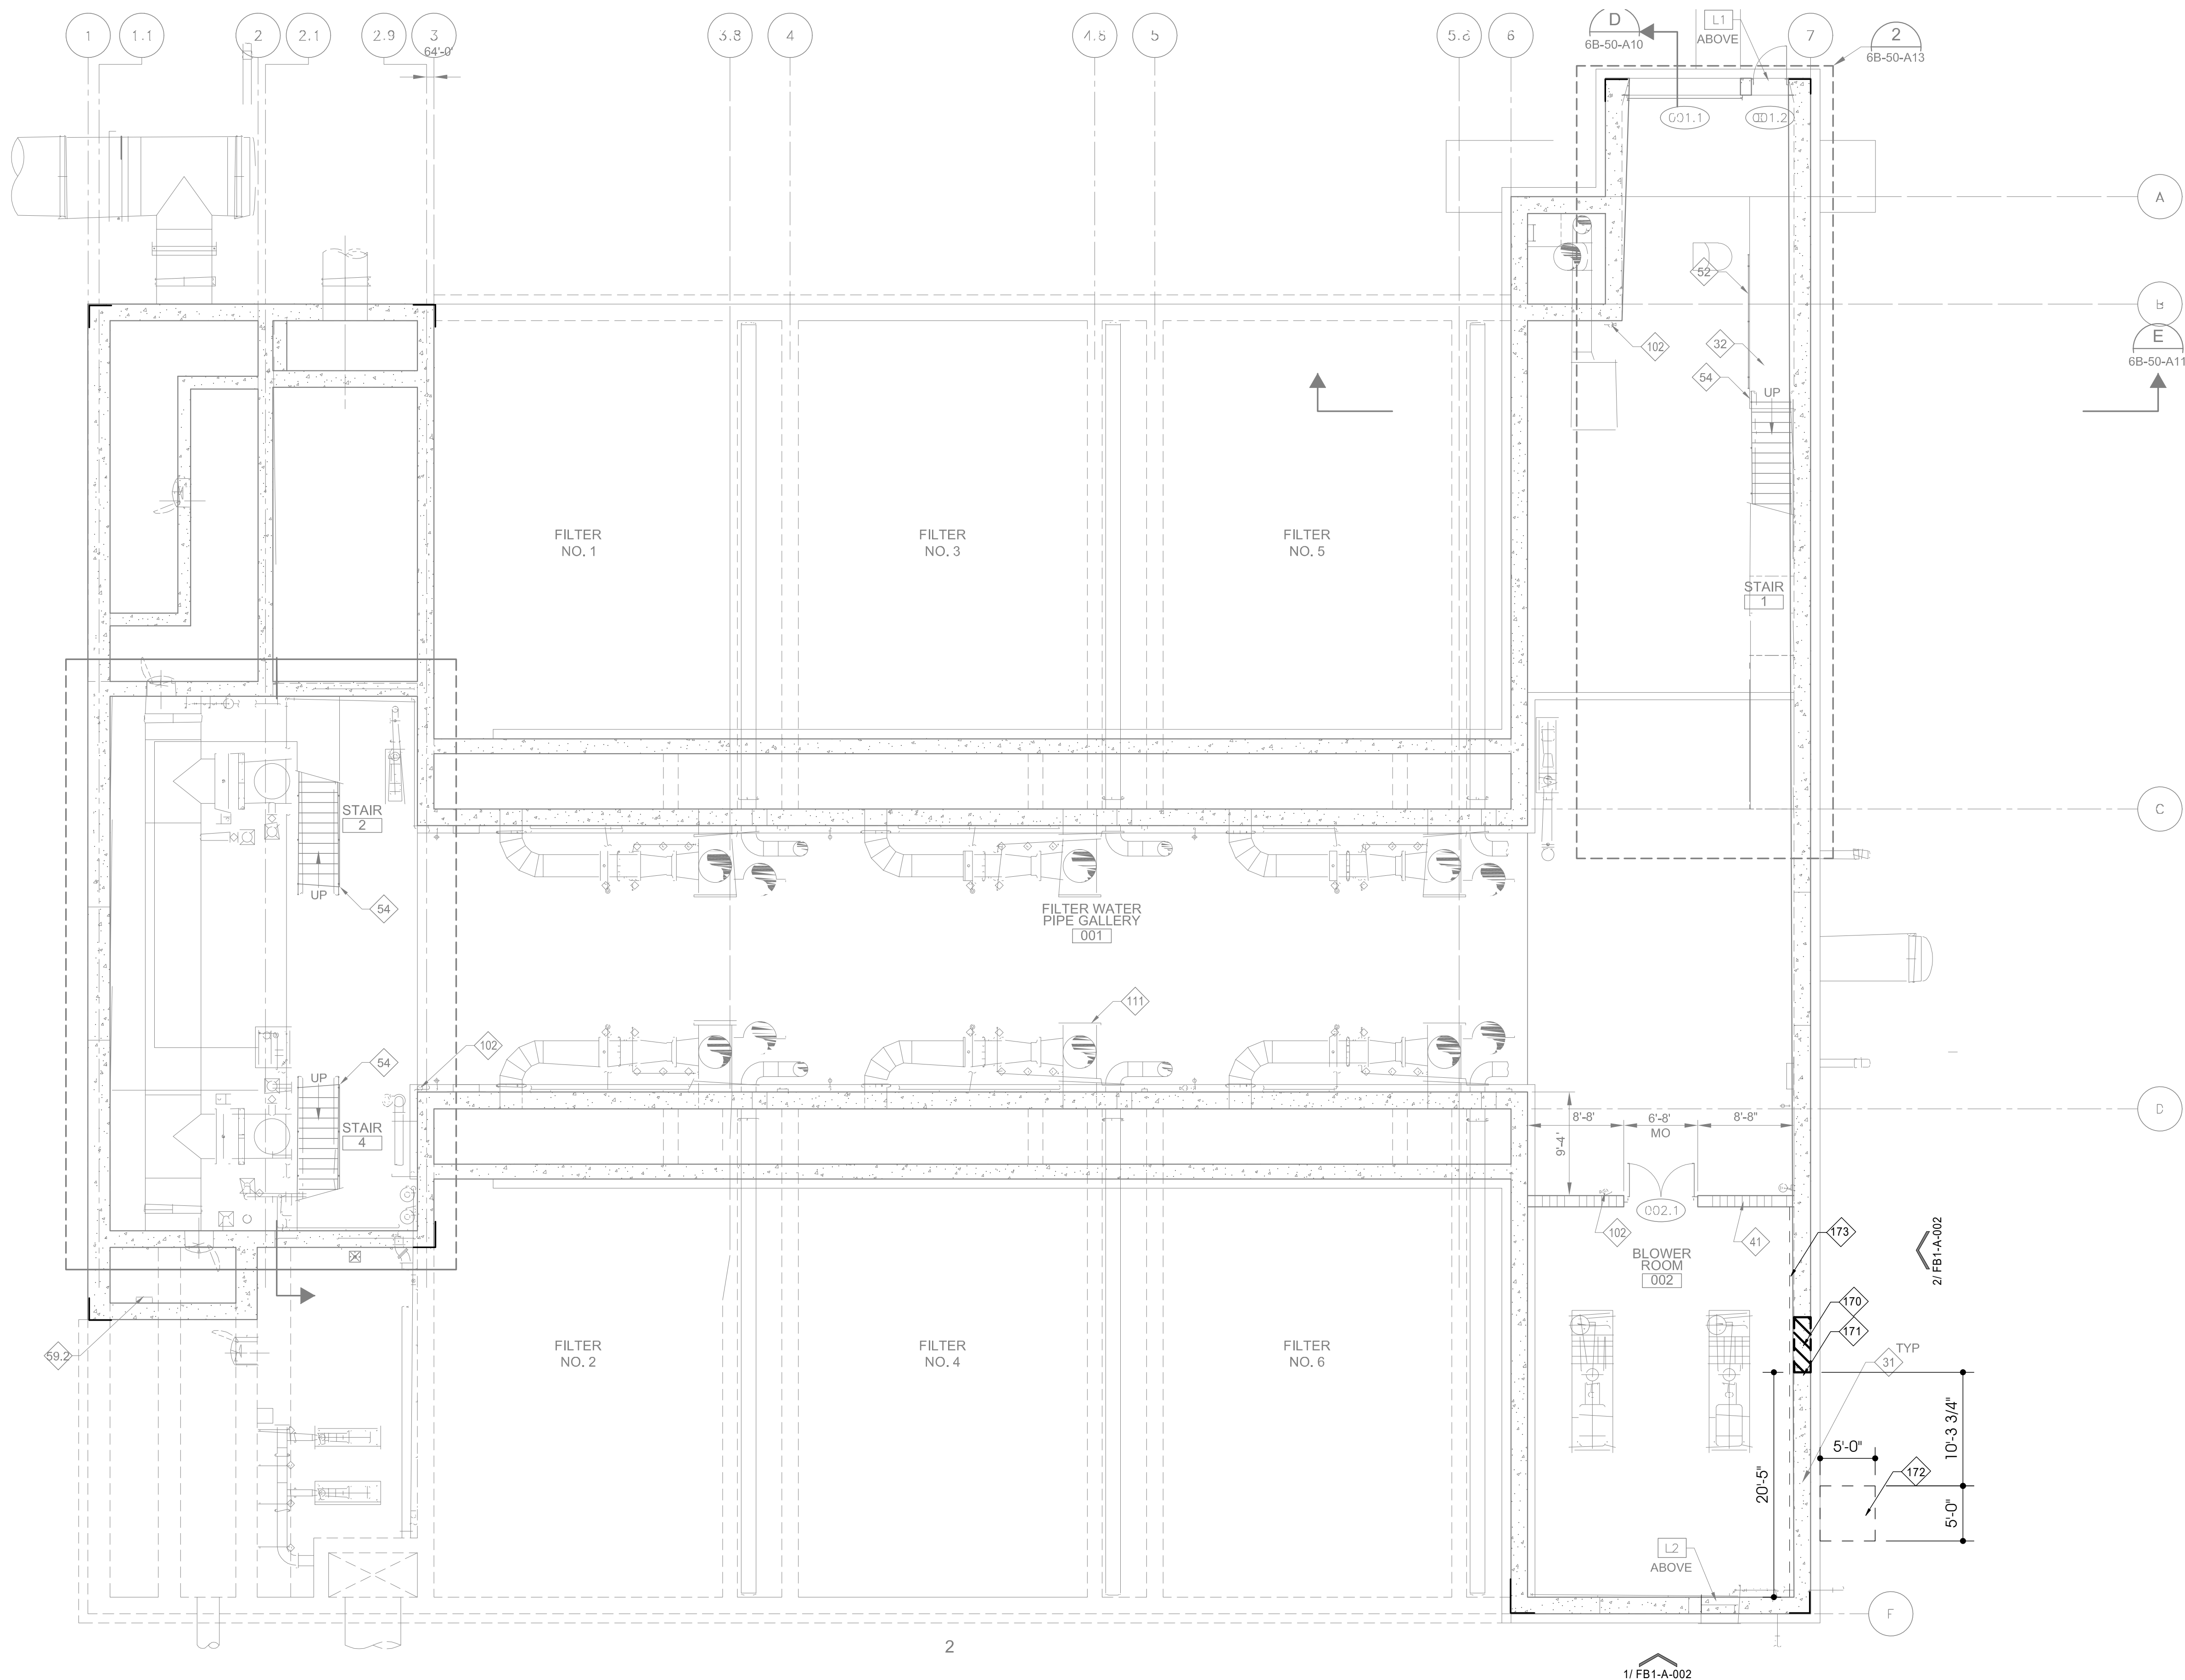 1
1.1
2
2.1
2.9
3
64'-0'
3.8
4
4.8
5
5.8
6
D
6B-50-A10
L1
ABOVE
7
2
6B-50-A13
001.1
001.2
A
B
E
6B-50-A11
52
32
102
54
UP
FILTER
NO. 1
FILTER
NO. 3
FILTER
NO. 5
STAIR
1
STAIR
2
UP
54
C
FILTER WATER
PIPE GALLERY
001
111
102
54
UP
STAIR
4
D
8'-8'
6'-8'
MO
8'-8"
9'-4'
002.1
102
41
BLOWER
ROOM
002
173
2/ FB1-A-002
170
171
TYP
31
59.2
FILTER
NO. 2
FILTER
NO. 4
FILTER
NO. 6
10'-3 3/4"
5'-0"
172
20'-5"
5'-0"
L2
ABOVE
F
2
1/ FB1-A-002